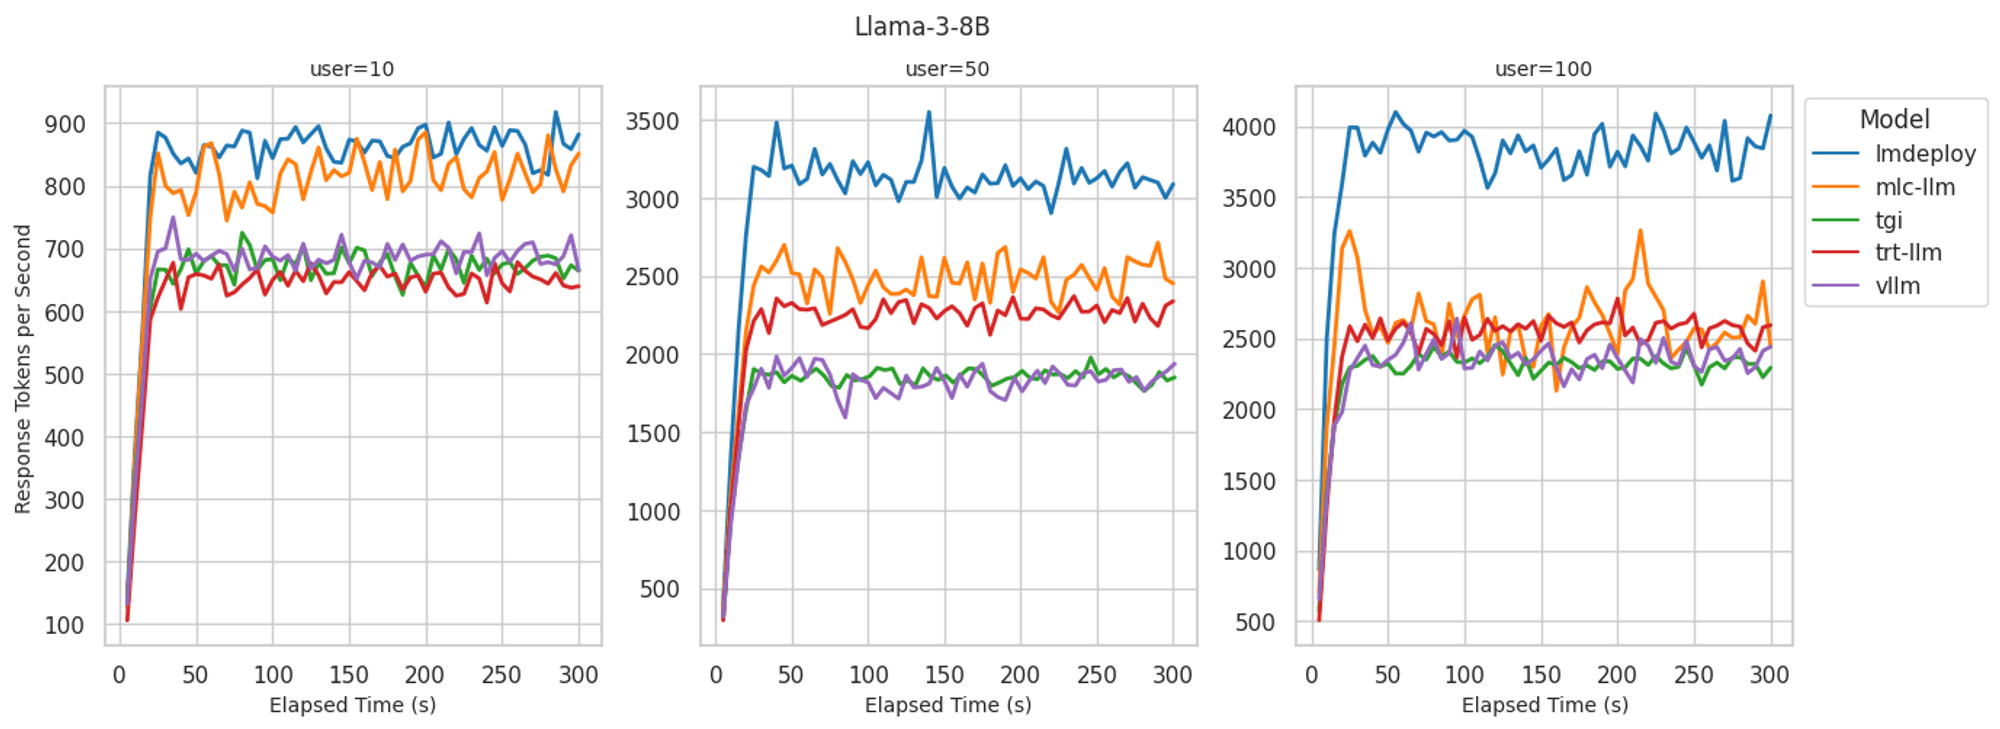 Llama-3-8B
user=10
Response Tokens per Second
900
800
700
600
500
400
300
200
100
0 50 100 150 200 250 300
Elapsed Time (s)
user=50
3500
3000
2500
2000
1500
1000
500
0 50 100 150 200 250 300
Elapsed Time (s)
user=100
4000
3500
3000
2500
2000
1500
1000
500
0 50 100 150 200 250 300
Elapsed Time (s)
Model
lmdeploy
mlc-llm
tgi
trt-llm
vllm